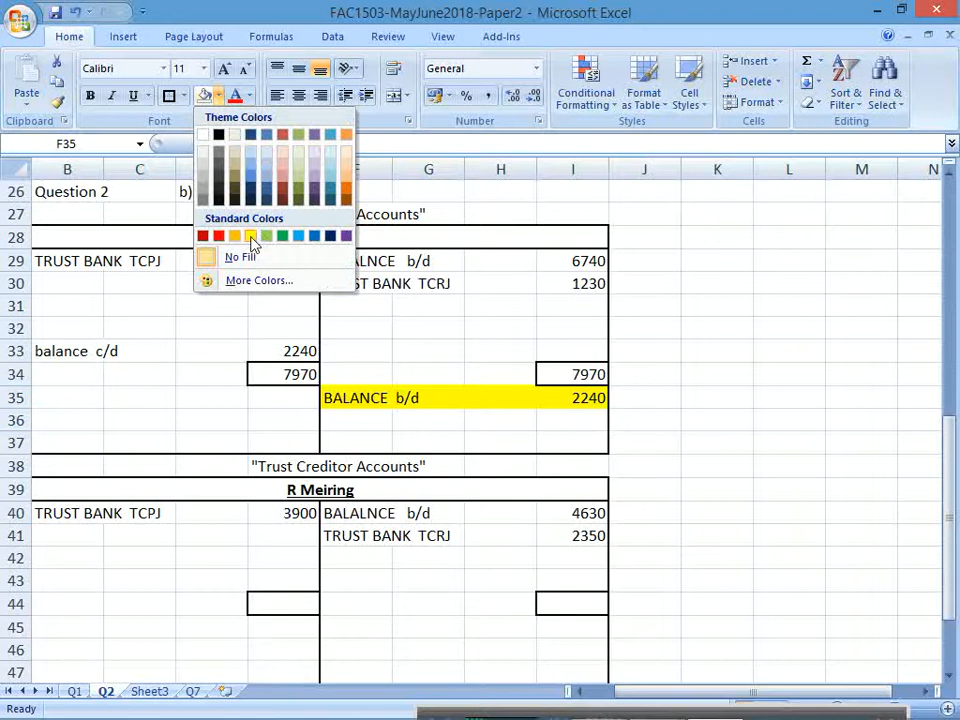 FAC1503-MayJune2018-Paper2 - Microsoft Excel
Home Insert Page Layout Formulas Data Review View Add-Ins
Calibri 11 General
Paste B I U A % , Conditional Formatting Format as Table Cell Styles Insert Delete Format Σ Sort & Filter Find & Select
Clipboard Font Number Styles Cells Editing
Theme Colors
Standard Colors
No Fill
More Colors...
F35
B C F G H I J K L M N
26 Question 2 b)
27 Accounts"
28
29 TRUST BANK TCPJ ALNCE b/d 6740
30 ST BANK TCRJ 1230
31
32
33 balance c/d 2240
34 7970 7970
35 BALANCE b/d 2240
36
37
38 "Trust Creditor Accounts"
39 R Meiring
40 TRUST BANK TCPJ 3900 BALALNCE b/d 4630
41 TRUST BANK TCRJ 2350
42
43
44
45
46
47
Q1 Q2 Sheet3 Q7
Ready